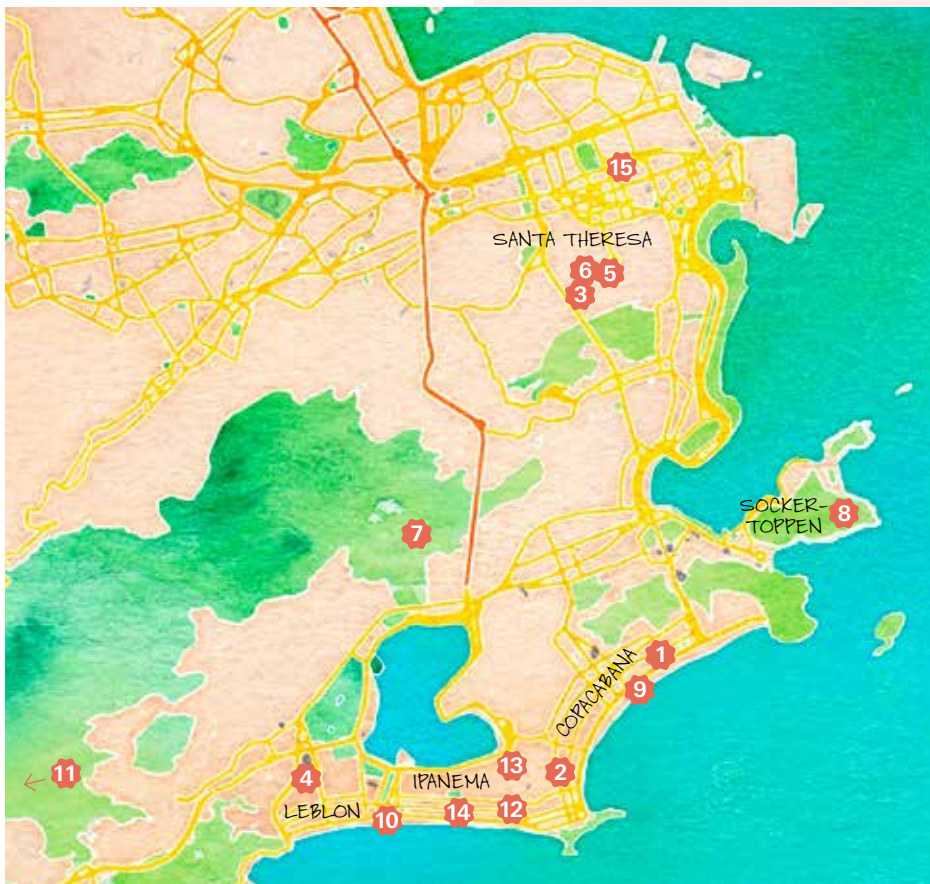 15
SANTA THERESA
6
5
3
7
SOCKER-
TOPPEN
8
1
COPACABANA
9
11
4
IPANEMA
13
2
LEBLON
10
14
12